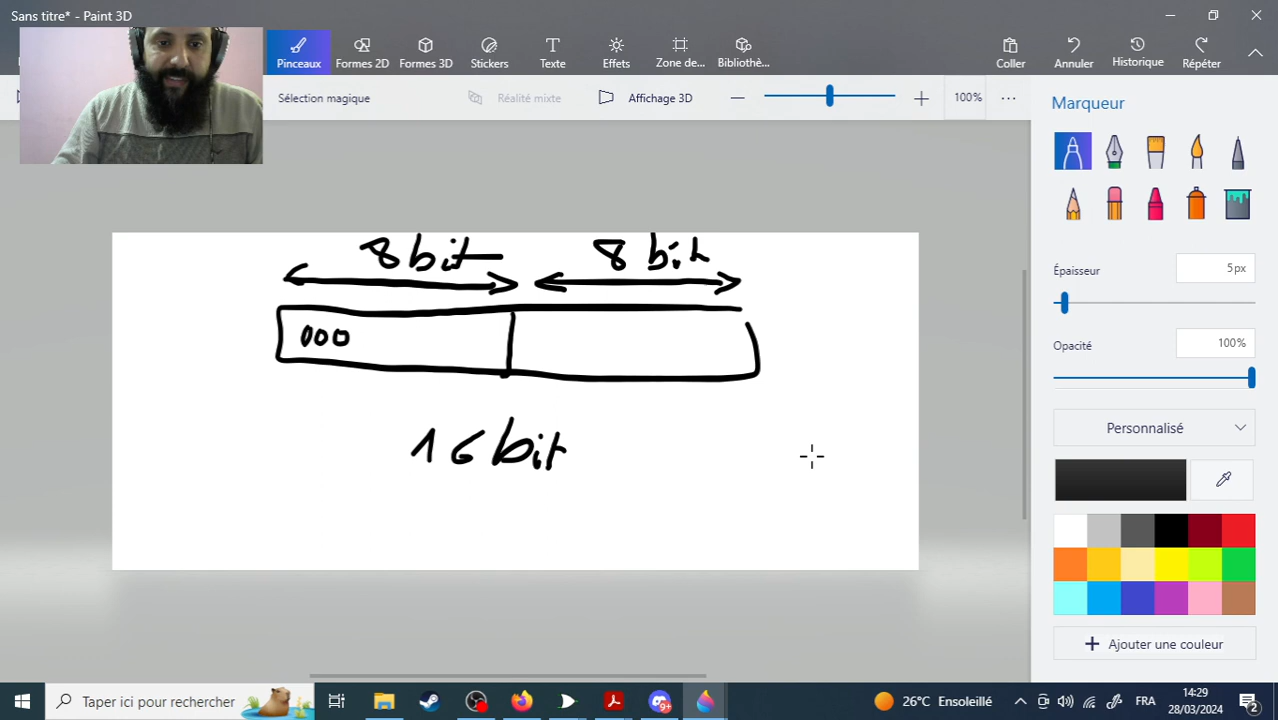 Sans titre* - Paint 3D
Pinceaux
Formes 2D
Formes 3D
Stickers
Texte
Effets
Zone de...
Bibliothè...
Coller
Annuler
Historique
Répéter
Sélection magique
Réalité mixte
Affichage 3D
100%
Marqueur
Épaisseur
5px
Opacité
100%
Personnalisé
Ajouter une couleur
8 bit
8 bit
000
16 bit
Taper ici pour rechercher
9+
26°C Ensoleillé
FRA
14:29
28/03/2024
2